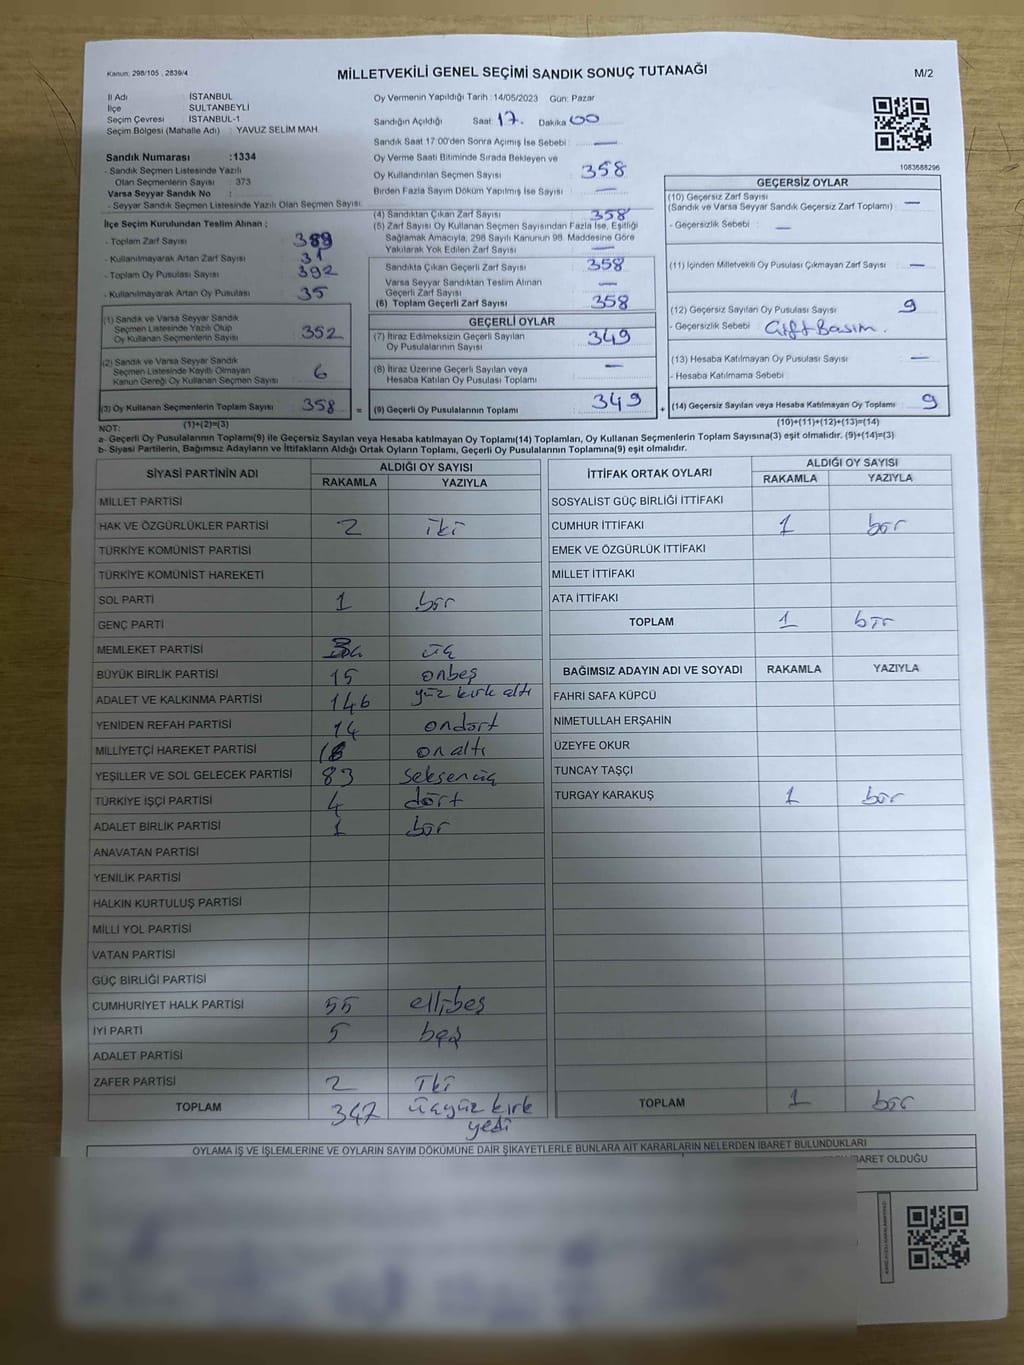 Kanun: 298/105 , 2839/4
MİLLETVEKİLİ GENEL SEÇİMİ SANDIK SONUÇ TUTANAĞI
M/2
İl Adı : İSTANBUL
İlçe : SULTANBEYLİ
Seçim Çevresi : İSTANBUL-1
Seçim Bölgesi (Mahalle Adı) : YAVUZ SELİM MAH.
Sandık Numarası :1334
- Sandık Seçmen Listesinde Yazılı
Olan Seçmenlerin Sayısı : 373
Varsa Seyyar Sandık No :
- Seyyar Sandık Seçmen Listesinde Yazılı Olan Seçmen Sayısı:
İlçe Seçim Kurulundan Teslim Alınan ;
- Toplam Zarf Sayısı : 389
- Kullanılmayarak Artan Zarf Sayısı : 31
- Toplam Oy Pusulası Sayısı : 392
- Kullanılmayarak Artan Oy Pusulası : 35
(1) Sandık ve Varsa Seyyar Sandık
Seçmen Listesinde Yazılı Olup
Oy Kullanan Seçmenlerin Sayısı : 352
(2) Sandık ve Varsa Seyyar Sandık
Seçmen Listesinde Kayıtlı Olmayan
Kanun Gereği Oy Kullanan Seçmen Sayısı : 6
(3) Oy Kullanan Seçmenlerin Toplam Sayısı : 358
(1)+(2)=(3)
Oy Vermenin Yapıldığı Tarih : 14/05/2023 Gün: Pazar
Sandığın Açıldığı Saat : 17. Dakika : 00
Sandık Saat 17:00'den Sonra Açımış İse Sebebi : —
Oy Verme Saati Bitiminde Sırada Bekleyen ve
Oy Kullandırılan Seçmen Sayısı : 358
Birden Fazla Sayım Döküm Yapılmış İse Sayısı : —
(4) Sandıktan Çıkan Zarf Sayısı : 358
(5) Zarf Sayısı Oy Kullanan Seçmen Sayısından Fazla İse, Eşitliği
Sağlamak Amacıyla, 298 Sayılı Kanunun 98. Maddesine Göre
Yakılarak Yok Edilen Zarf Sayısı : —
Sandıkta Çıkan Geçerli Zarf Sayısı : 358
Varsa Seyyar Sandıktan Teslim Alınan
Geçerli Zarf Sayısı : —
(6) Toplam Geçerli Zarf Sayısı : 358
GEÇERLİ OYLAR
(7) İtiraz Edilmeksizin Geçerli Sayılan
Oy Pusulalarının Sayısı : 349
(8) İtiraz Üzerine Geçerli Sayılan veya
Hesaba Katılan Oy Pusulası Toplamı : —
= (9) Geçerli Oy Pusulalarının Toplamı : 349 +
1083688296
GEÇERSİZ OYLAR
(10) Geçersiz Zarf Sayısı
(Sandık ve Varsa Seyyar Sandık Geçersiz Zarf Toplamı) : —
- Geçersizlik Sebebi : —
(11) İçinden Milletvekili Oy Pusulası Çıkmayan Zarf Sayısı : —
(12) Geçersiz Sayılan Oy Pusulası Sayısı : 9
- Geçersizlik Sebebi : Çift Basım.
(13) Hesaba Katılmayan Oy Pusulası Sayısı : —
- Hesaba Katılmama Sebebi :
(14) Geçersiz Sayılan veya Hesaba Katılmayan Oy Toplamı : 9
(10)+(11)+(12)+(13)=(14)
NOT:
a- Geçerli Oy Pusulalarının Toplamı(9) ile Geçersiz Sayılan veya Hesaba katılmayan Oy Toplamı(14) Toplamları, Oy Kullanan Seçmenlerin Toplam Sayısına(3) eşit olmalıdır. (9)+(14)=(3)
b- Siyasi Partilerin, Bağımsız Adayların ve İttifakların Aldığı Oyların Toplamı, Geçerli Oy Pusulalarının Toplamına(9) eşit olmalıdır.
SİYASİ PARTİNİN ADI
ALDIĞI OY SAYISI
RAKAMLA YAZIYLA
MİLLET PARTİSİ
HAK VE ÖZGÜRLÜKLER PARTİSİ 2 iki
TÜRKİYE KOMÜNİST PARTİSİ
TÜRKİYE KOMÜNİST HAREKETİ
SOL PARTİ 1 bir
GENÇ PARTİ
MEMLEKET PARTİSİ 3 üç
BÜYÜK BİRLİK PARTİSİ 15 onbeş
ADALET VE KALKINMA PARTİSİ 146 yüz kırk altı
YENİDEN REFAH PARTİSİ 14 ondört
MİLLİYETÇİ HAREKET PARTİSİ 16 onaltı
YEŞİLLER VE SOL GELECEK PARTİSİ 83 seksenüç
TÜRKİYE İŞÇİ PARTİSİ 4 dört
ADALET BİRLİK PARTİSİ 1 bir
ANAVATAN PARTİSİ
YENİLİK PARTİSİ
HALKIN KURTULUŞ PARTİSİ
MİLLİ YOL PARTİSİ
VATAN PARTİSİ
GÜÇ BİRLİĞİ PARTİSİ
CUMHURİYET HALK PARTİSİ 55 ellibeş
İYİ PARTİ 5 beş
ADALET PARTİSİ
ZAFER PARTİSİ 2 İki
TOPLAM 347 üçyüz kırk
yedi
İTTİFAK ORTAK OYLARI
ALDIĞI OY SAYISI
RAKAMLA YAZIYLA
SOSYALİST GÜÇ BİRLİĞİ İTTİFAKI
CUMHUR İTTİFAKI 1 bir
EMEK VE ÖZGÜRLÜK İTTİFAKI
MİLLET İTTİFAKI
ATA İTTİFAKI
TOPLAM 1 bir
BAĞIMSIZ ADAYIN ADI VE SOYADI RAKAMLA YAZIYLA
FAHRİ SAFA KÜPCÜ
NİMETULLAH ERŞAHİN
ÜZEYFE OKUR
TUNCAY TAŞÇI
TURGAY KARAKUŞ 1 bir
TOPLAM 1 bir
OYLAMA İŞ VE İŞLEMLERİNE VE OYLARIN SAYIM DÖKÜMÜNE DAİR ŞİKAYETLERLE BUNLARA AİT KARARLARIN NELERDEN İBARET BULUNDUKLARI
İBARET OLDUĞU